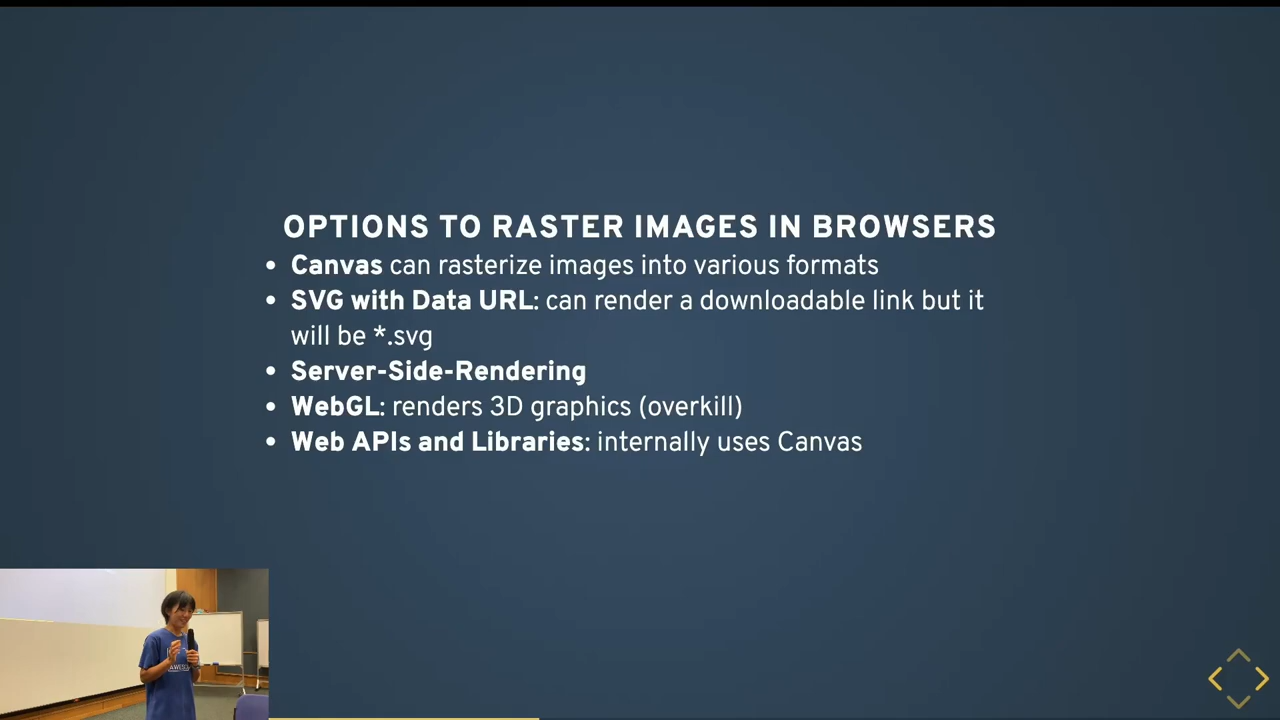 OPTIONS TO RASTER IMAGES IN BROWSERS
• Canvas can rasterize images into various formats
• SVG with Data URL: can render a downloadable link but it
will be *.svg
• Server-Side-Rendering
• WebGL: renders 3D graphics (overkill)
• Web APIs and Libraries: internally uses Canvas